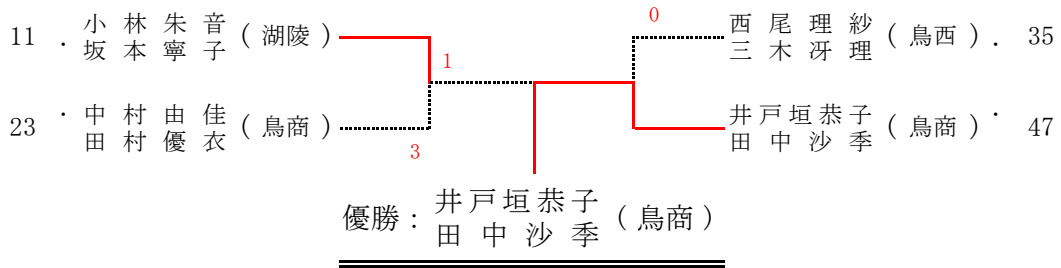 11 . 小林朱音 坂本寧子 (湖陵)
1
23 . 中村由佳 田村優衣 (鳥商)
3
0
西尾理紗 三木冴理 (鳥西) . 35
井戸垣恭子 田中沙季 (鳥商) . 47
優勝: 井戸垣恭子 田中沙季 (鳥商)